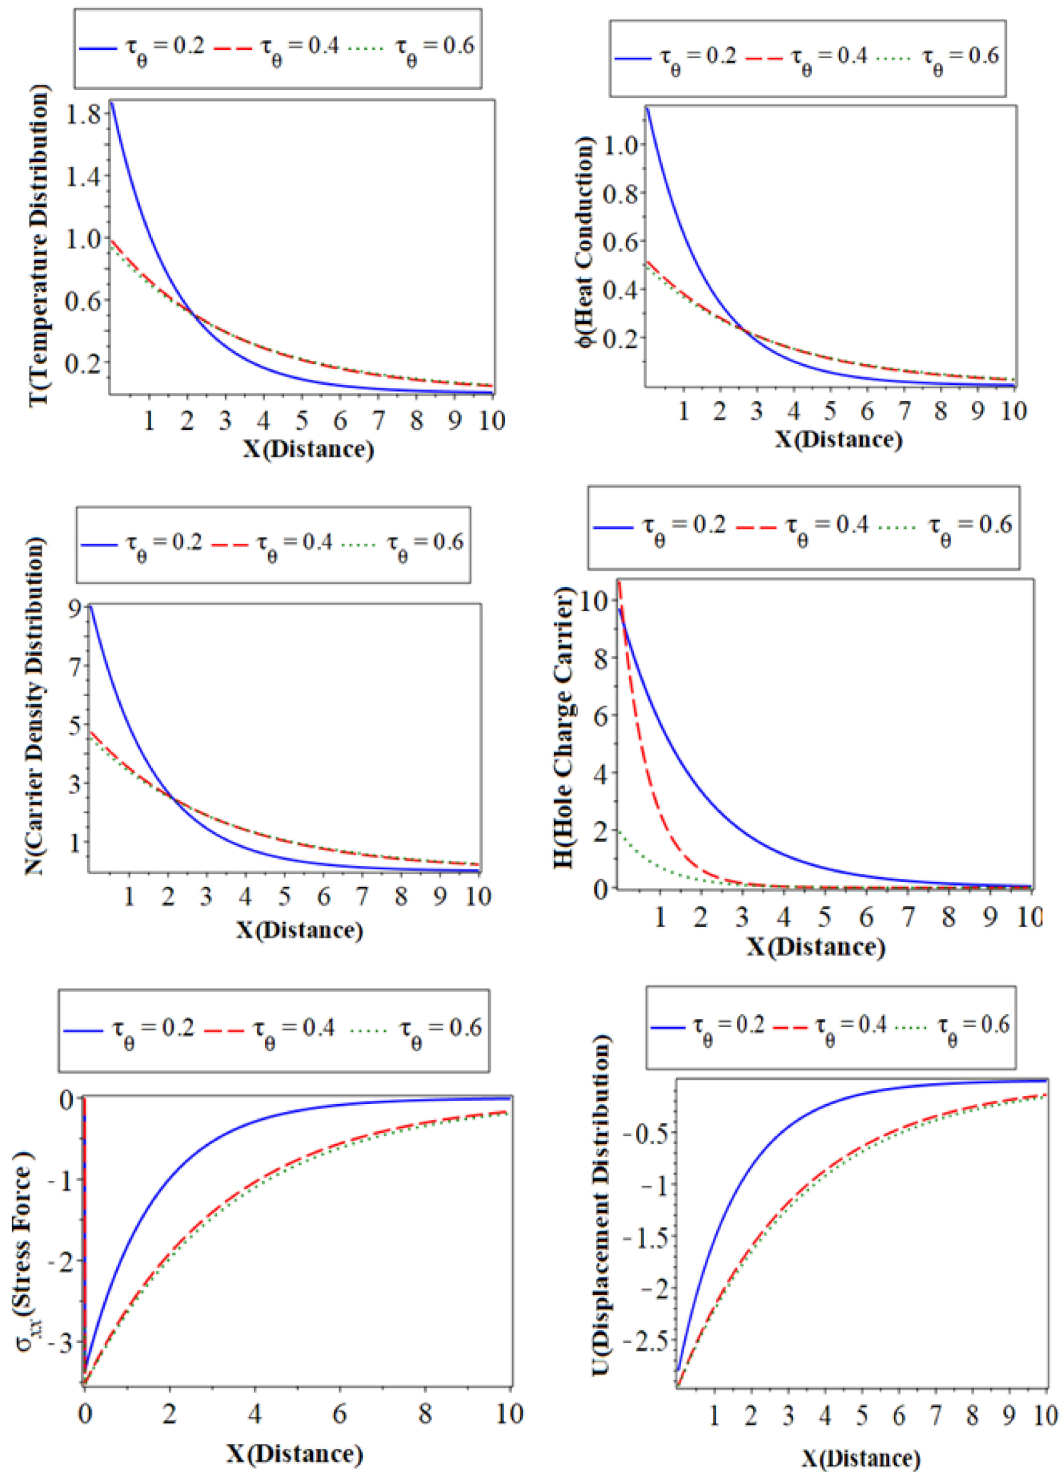 τθ = 0.2 τθ = 0.4 τθ = 0.6
T(Temperature Distribution)
1.8
1.4
1.0
0.6
0.2
1 2 3 4 5 6 7 8 9 10
X(Distance)
τθ = 0.2 τθ = 0.4 τθ = 0.6
ϕ(Heat Conduction)
1.0
0.8
0.6
0.4
0.2
1 2 3 4 5 6 7 8 9 10
X(Distance)
τθ = 0.2 τθ = 0.4 τθ = 0.6
N(Carrier Density Distribution)
9
7
5
3
1
1 2 3 4 5 6 7 8 9 10
X(Distance)
τθ = 0.2 τθ = 0.4 τθ = 0.6
H(Hole Charge Carrier)
10
8
6
4
2
0
1 2 3 4 5 6 7 8 9 10
X(Distance)
τθ = 0.2 τθ = 0.4 τθ = 0.6
σxx(Stress Force )
0
-1
-2
-3
0 2 4 6 8 10
X(Distance)
τθ = 0.2 τθ = 0.4 τθ = 0.6
U(Displacement Distribution)
-0.5
-1
-1.5
-2
-2.5
1 2 3 4 5 6 7 8 9 10
X(Distance)